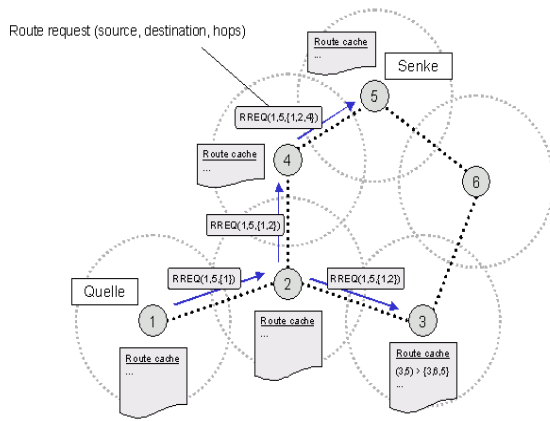 Route request (source, destination, hops)
Route cache
...
Senke
5
RREQ(1,5,{1,2,4})
4
Route cache
...
6
RREQ(1,5,{1,2})
RREQ(1,5,{1})
2
RREQ(1,5,{1,2})
Quelle
1
3
Route cache
...
Route cache
...
Route cache
(3,5) > {3,6,5}
...